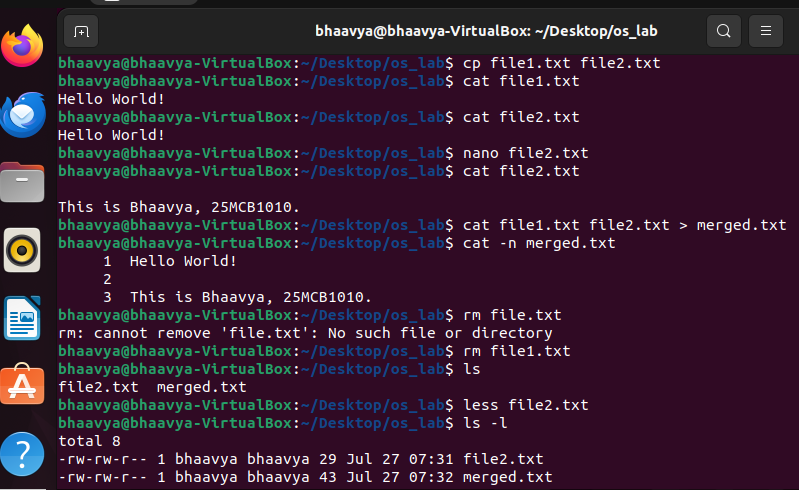 bhaavya@bhaavya-VirtualBox: ~/Desktop/os_lab
bhaavya@bhaavya-VirtualBox:~/Desktop/os_lab$ cp file1.txt file2.txt
bhaavya@bhaavya-VirtualBox:~/Desktop/os_lab$ cat file1.txt
Hello World!
bhaavya@bhaavya-VirtualBox:~/Desktop/os_lab$ cat file2.txt
Hello World!
bhaavya@bhaavya-VirtualBox:~/Desktop/os_lab$ nano file2.txt
bhaavya@bhaavya-VirtualBox:~/Desktop/os_lab$ cat file2.txt
This is Bhaavya, 25MCB1010.
bhaavya@bhaavya-VirtualBox:~/Desktop/os_lab$ cat file1.txt file2.txt > merged.txt
bhaavya@bhaavya-VirtualBox:~/Desktop/os_lab$ cat -n merged.txt
1 Hello World!
2
3 This is Bhaavya, 25MCB1010.
bhaavya@bhaavya-VirtualBox:~/Desktop/os_lab$ rm file.txt
rm: cannot remove 'file.txt': No such file or directory
bhaavya@bhaavya-VirtualBox:~/Desktop/os_lab$ rm file1.txt
bhaavya@bhaavya-VirtualBox:~/Desktop/os_lab$ ls
file2.txt merged.txt
bhaavya@bhaavya-VirtualBox:~/Desktop/os_lab$ less file2.txt
bhaavya@bhaavya-VirtualBox:~/Desktop/os_lab$ ls -l
total 8
-rw-rw-r-- 1 bhaavya bhaavya 29 Jul 27 07:31 file2.txt
-rw-rw-r-- 1 bhaavya bhaavya 43 Jul 27 07:32 merged.txt